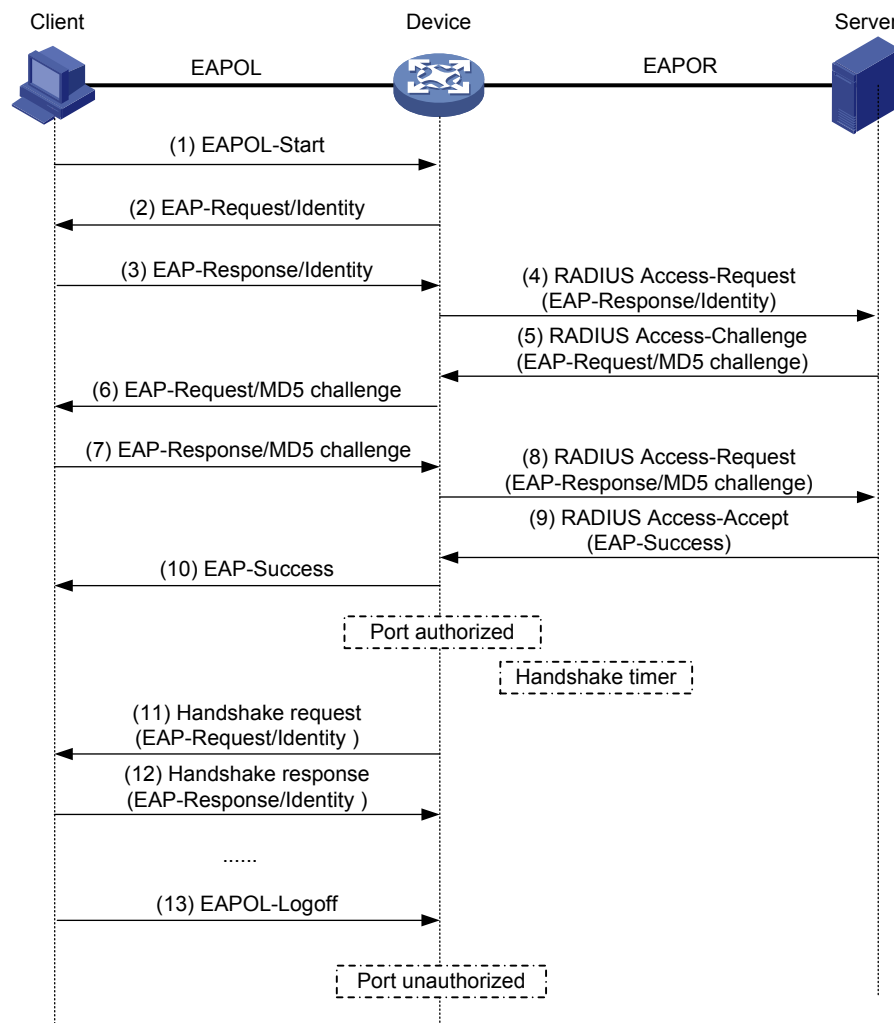 Client
Device
Server
EAPOL
EAPOR
(1) EAPOL-Start
(2) EAP-Request/Identity
(3) EAP-Response/Identity
(4) RADIUS Access-Request
(EAP-Response/Identity)
(5) RADIUS Access-Challenge
(EAP-Request/MD5 challenge)
(6) EAP-Request/MD5 challenge
(7) EAP-Response/MD5 challenge
(8) RADIUS Access-Request
(EAP-Response/MD5 challenge)
(9) RADIUS Access-Accept
(EAP-Success)
(10) EAP-Success
Port authorized
Handshake timer
(11) Handshake request
(EAP-Request/Identity )
(12) Handshake response
(EAP-Response/Identity )
......
(13) EAPOL-Logoff
Port unauthorized